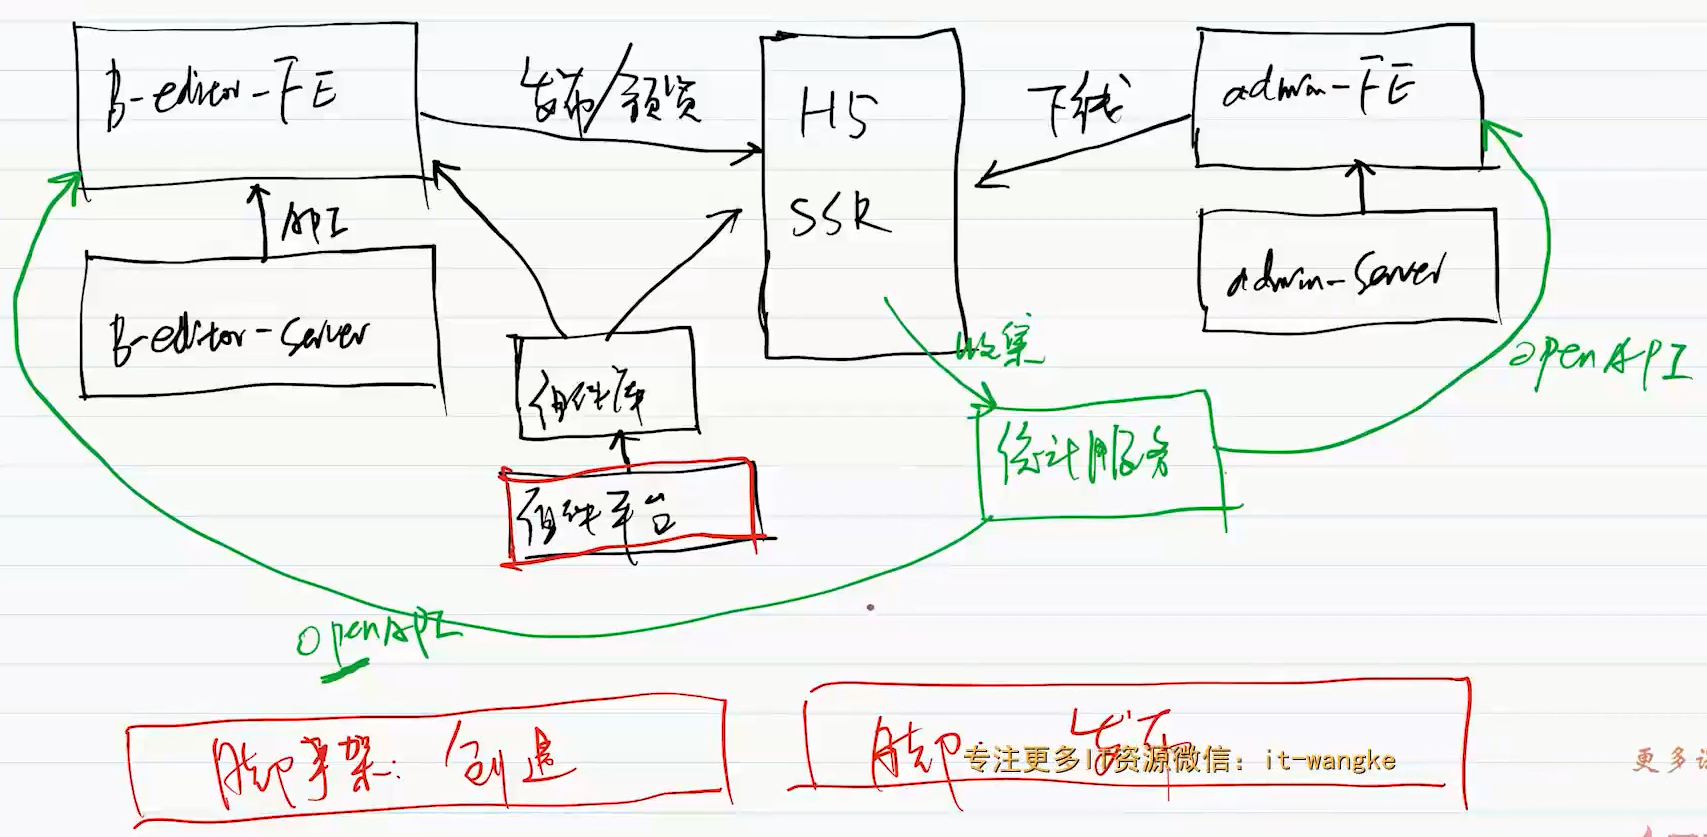 B-editor-FE
发布/预览
H5
SSR
下线
admin-FE
API
B-editor-server
admin-server
收集
openAPI
组件库
统计服务
组件平台
openAPI
脚手架: 创建
脚 发布
专注更多IT资源微信：it-wangke
更多